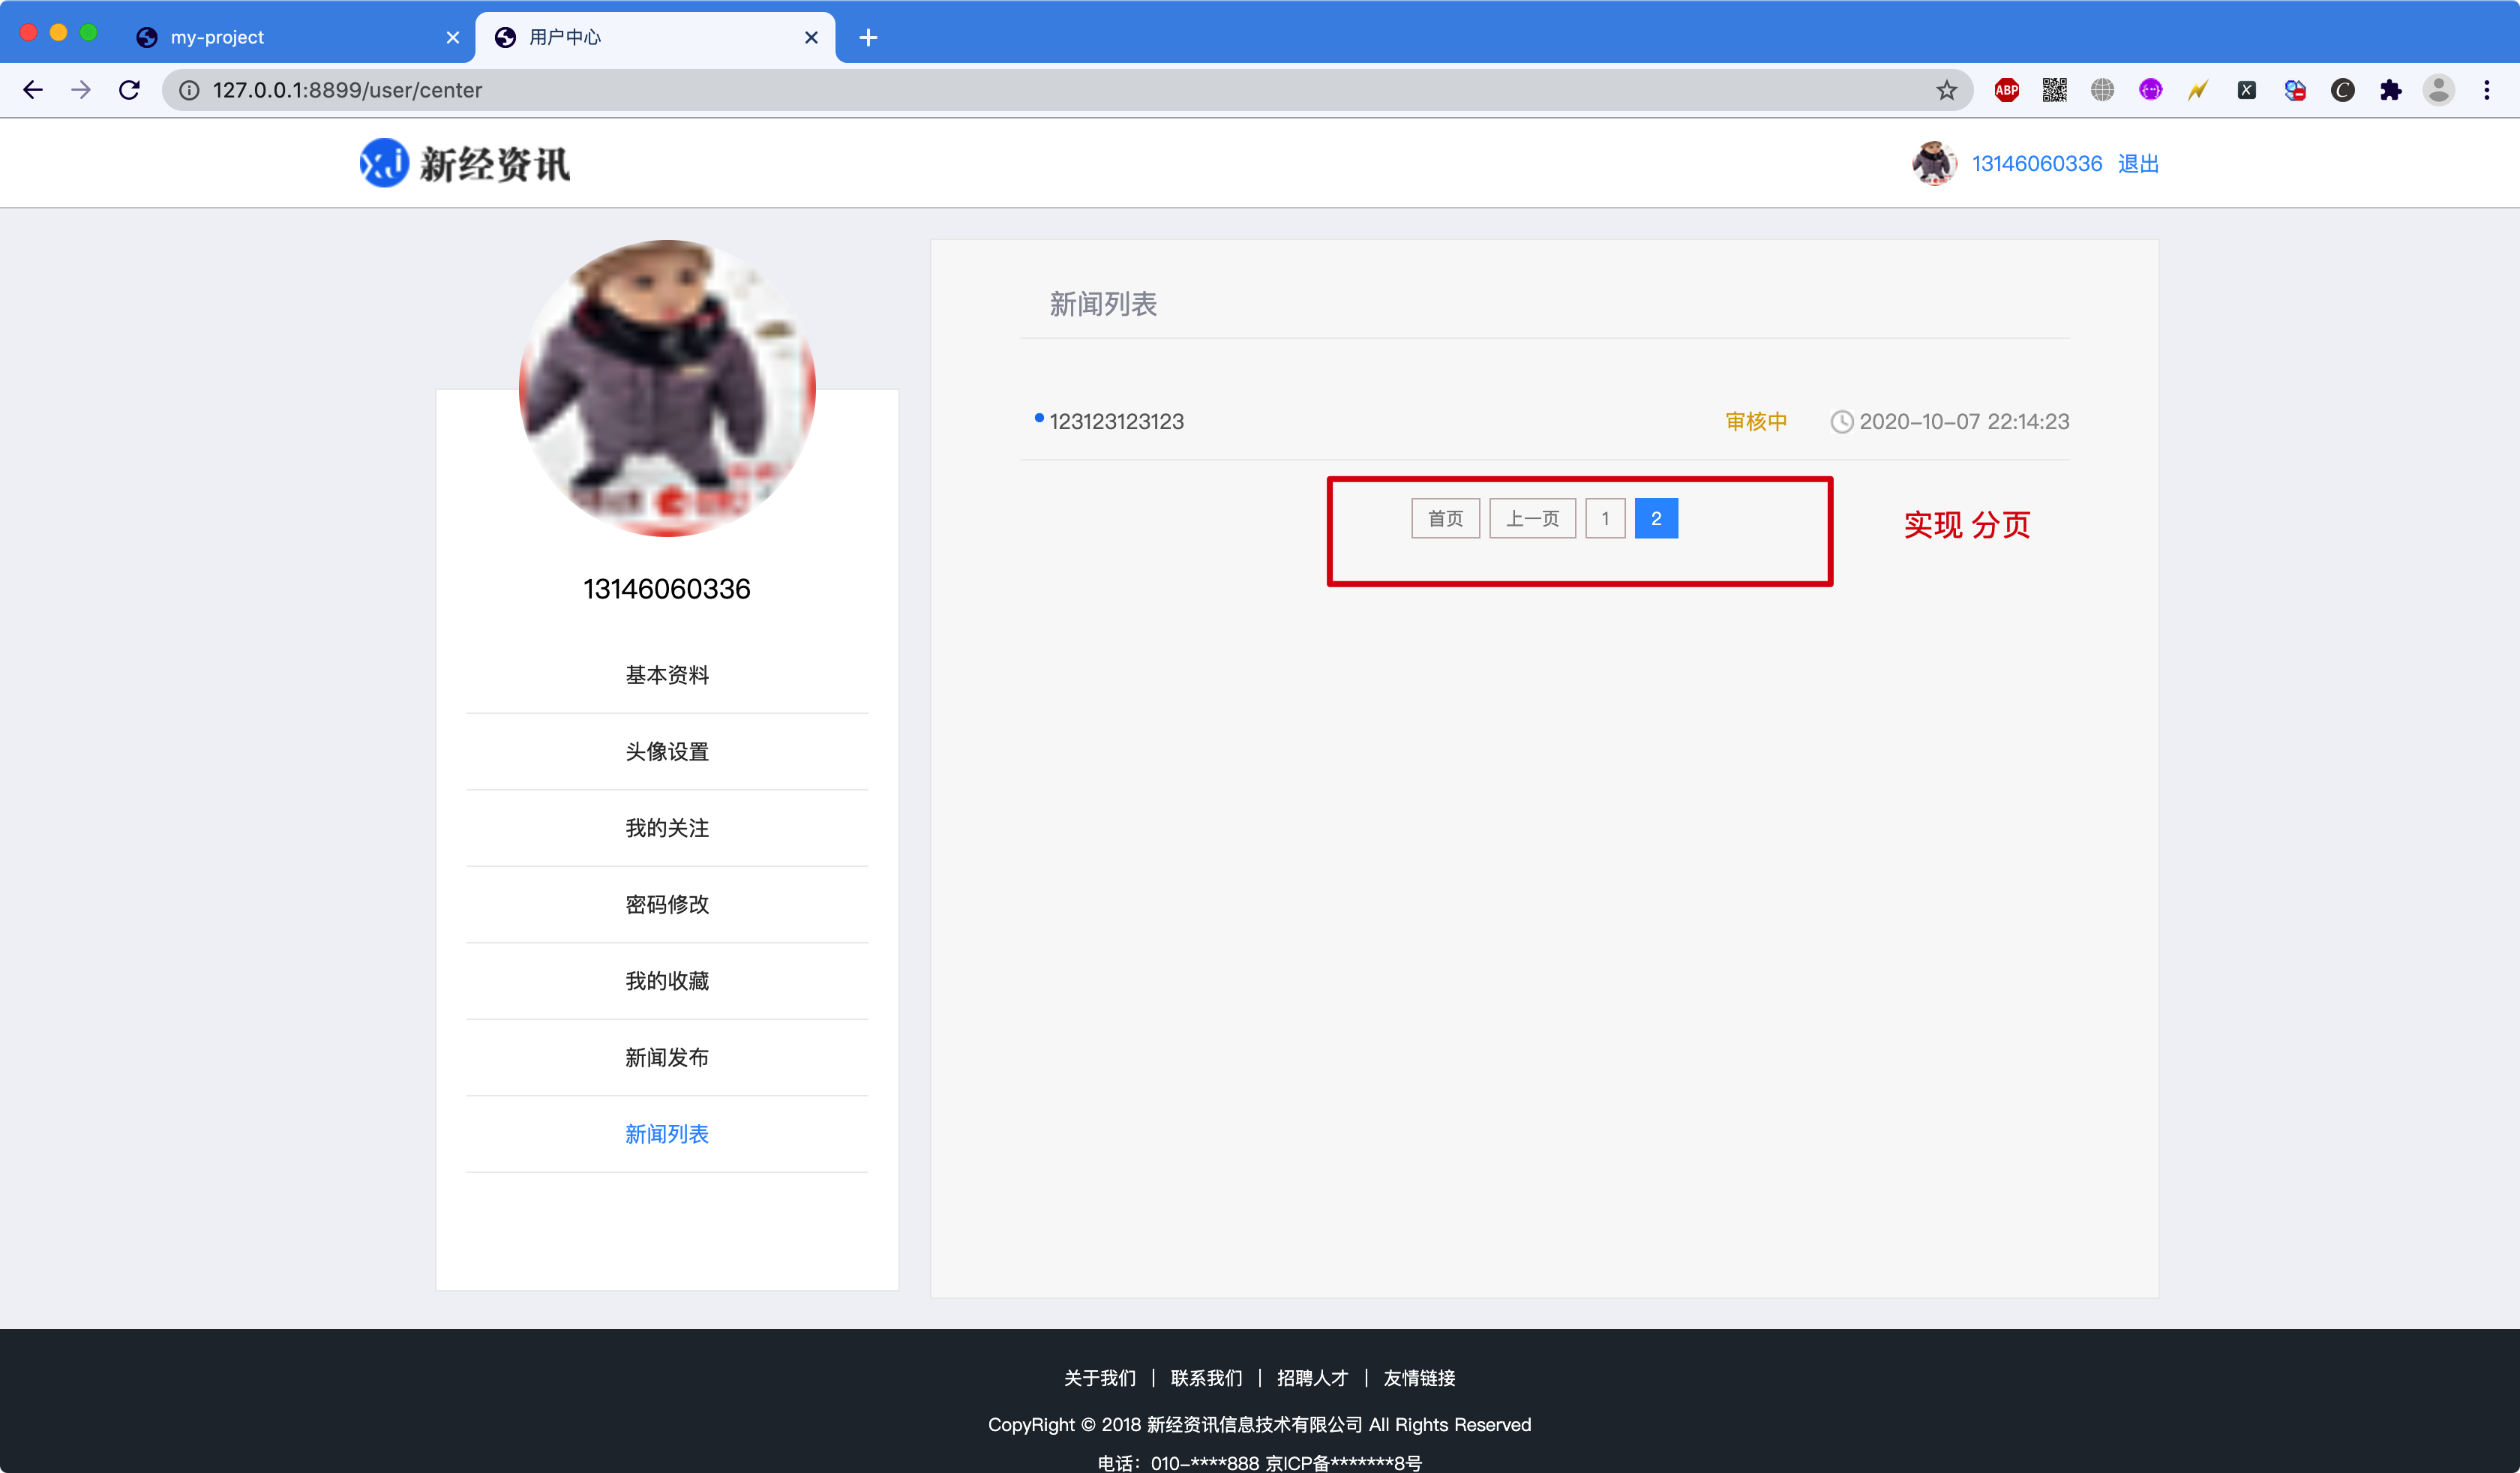 my-project
用户中心
127.0.0.1:8899/user/center
ABP
新经资讯
13146060336 退出
新闻列表
123123123123 审核中 2020-10-07 22:14:23
首页 上一页 1 2
实现 分页
13146060336
基本资料
头像设置
我的关注
密码修改
我的收藏
新闻发布
新闻列表
关于我们 | 联系我们 | 招聘人才 | 友情链接
CopyRight © 2018 新经资讯信息技术有限公司 All Rights Reserved
电话：010-****888 京ICP备*******8号